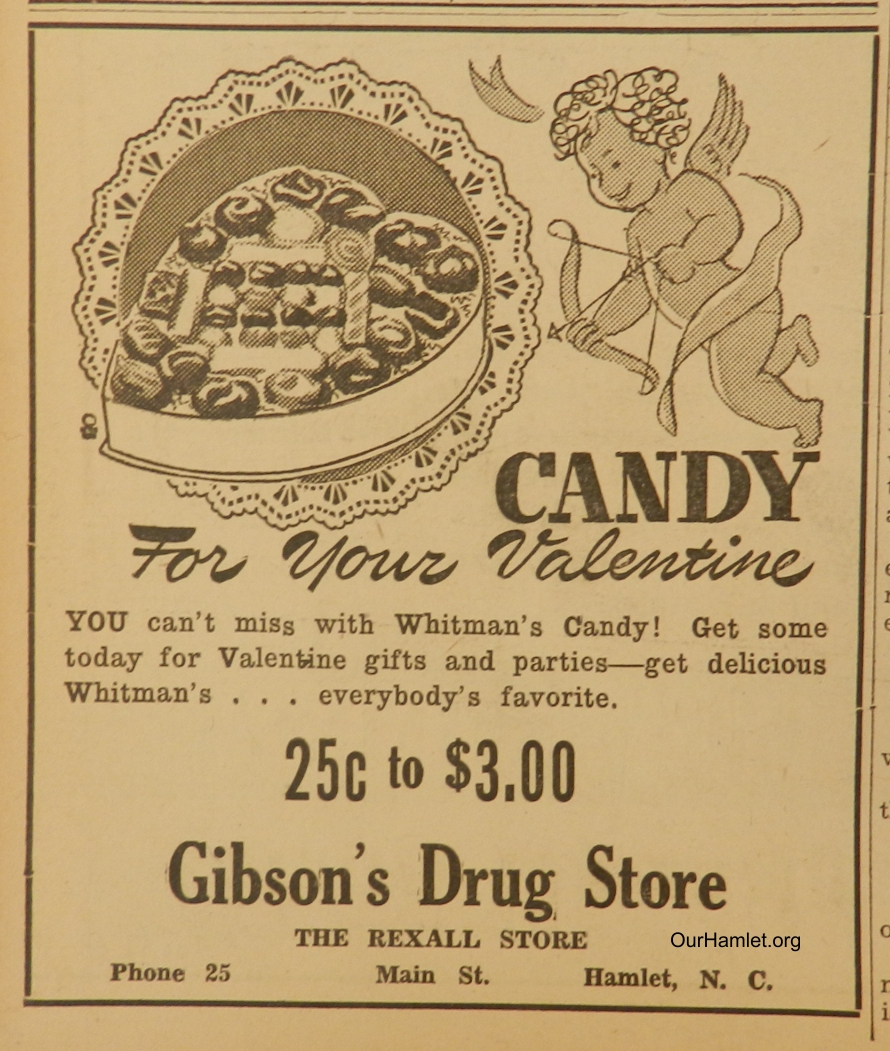 CANDY
For Your Valentine
YOU can't miss with Whitman's Candy! Get some
today for Valentine gifts and parties—get delicious
Whitman's . . . everybody's favorite.
25c to $3.00
Gibson's Drug Store
THE REXALL STORE
OurHamlet.org
Phone 25 Main St. Hamlet, N. C.